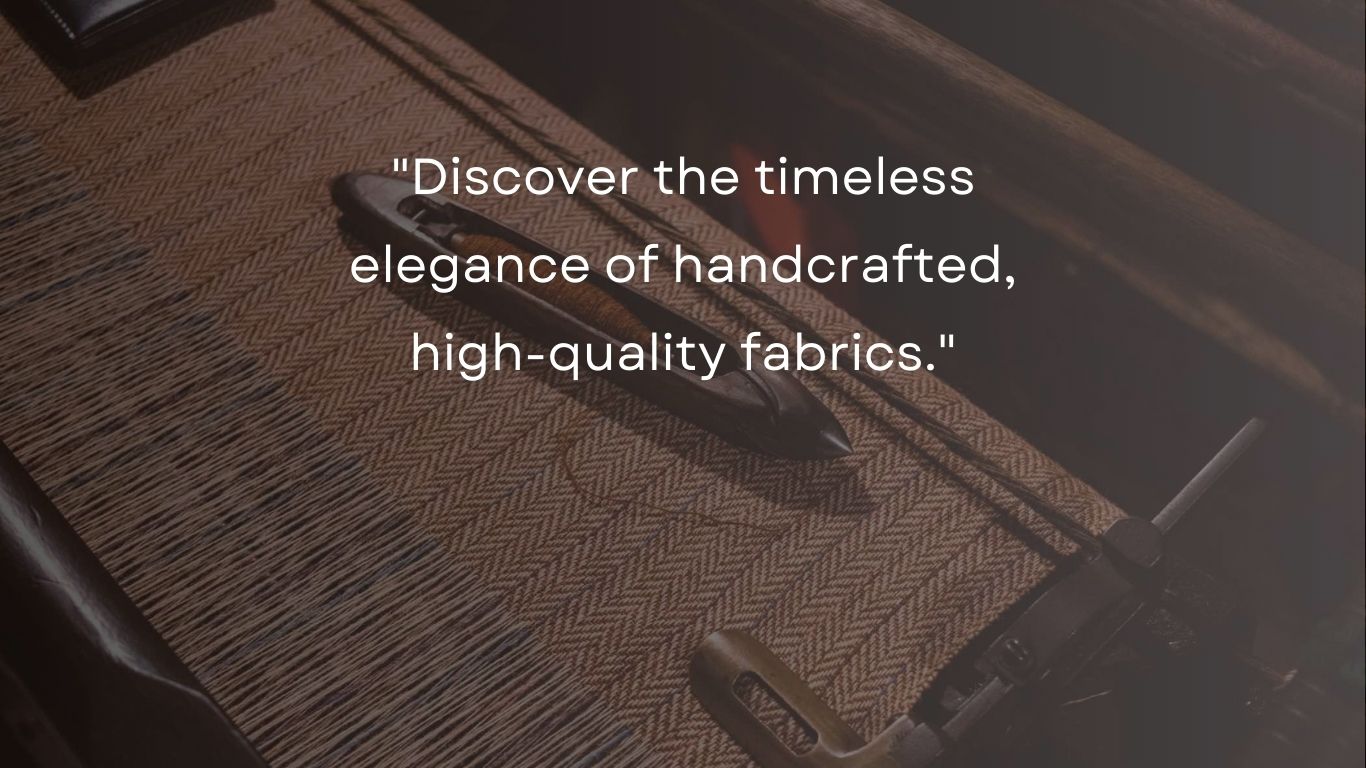 "Discover the timeless
elegance of handcrafted,
high-quality fabrics."